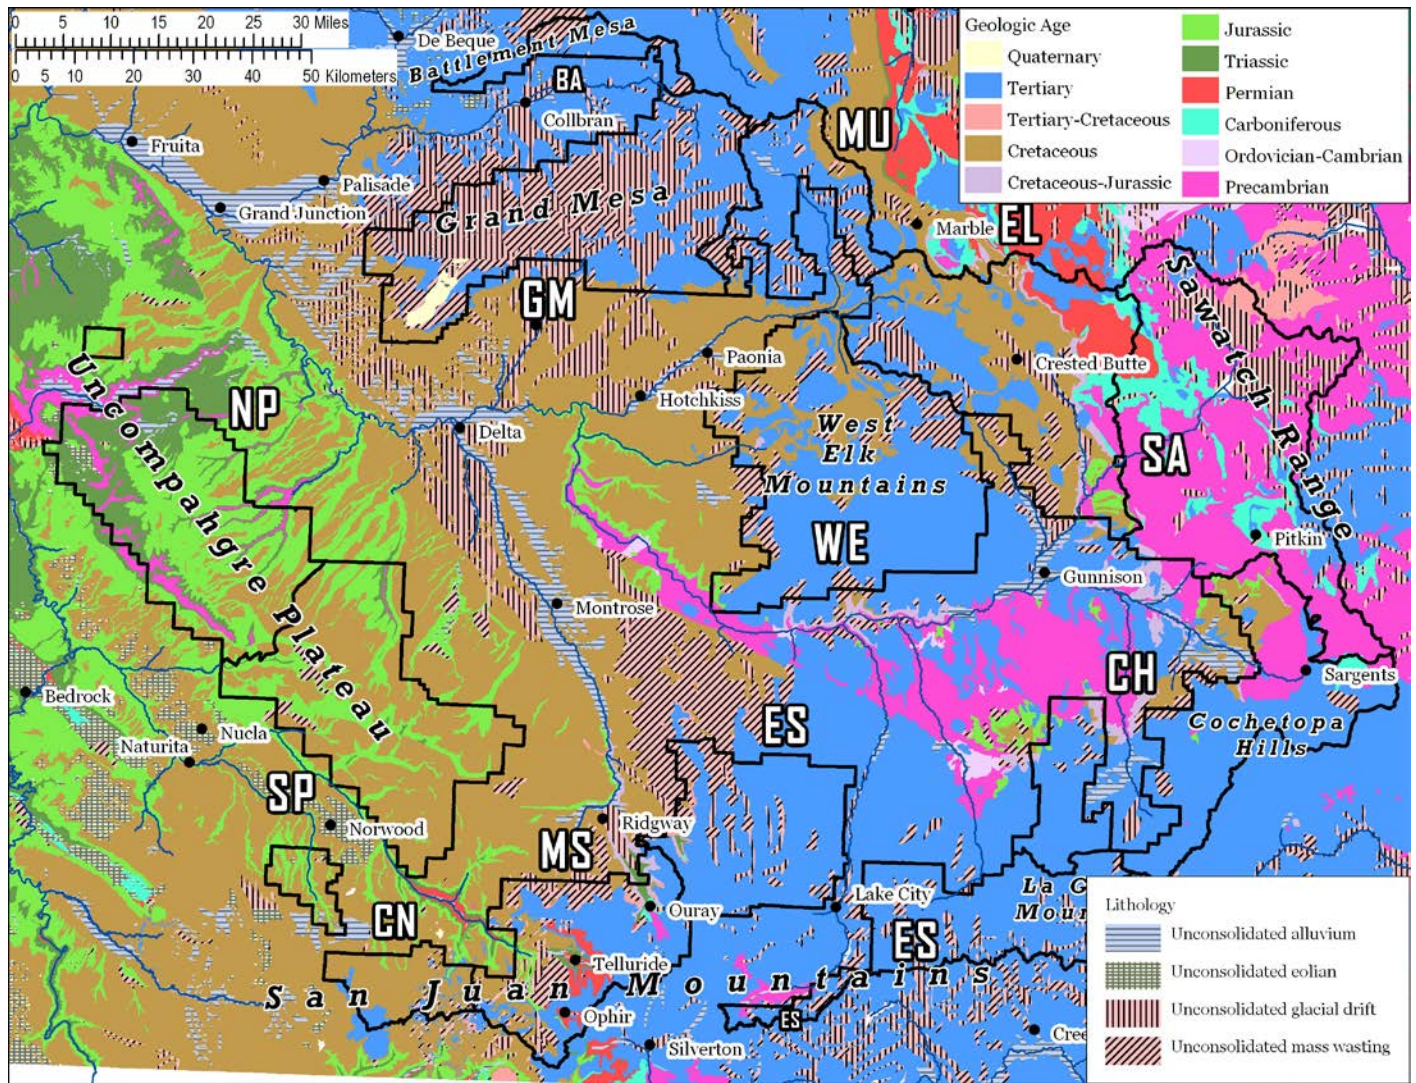 0 5 10 15 20 30 Miles
0 5 10 20 30 40 50 Kilometers
De Beque
Battlement Mesa
BA
Collbran
Fruita
Palisade
Grand Junction
Grand Mesa
GM
MU
Marble
EL
Geologic Age
Quaternary
Tertiary
Tertiary-Cretaceous
Cretaceous
Cretaceous-Jurassic
Jurassic
Triassic
Permian
Carboniferous
Ordovician-Cambrian
Precambrian
Sawatch Range
Paonia
Crested Butte
Hotchkiss
NP
Uncompahgre Plateau
Delta
West
Elk
Mountains
SA
WE
Pitkin
Gunnison
Montrose
CH
Sargents
Cochetopa
Hills
Bedrock
Nucla
Naturita
ES
SP
Norwood
MS
Ridgway
CN
Ouray
Lake City
ES
La G
Mour
Telluride
San Juan Mountains
Ophir
ES
Silverton
Cree
Lithology
Unconsolidated alluvium
Unconsolidated eolian
Unconsolidated glacial drift
Unconsolidated mass wasting